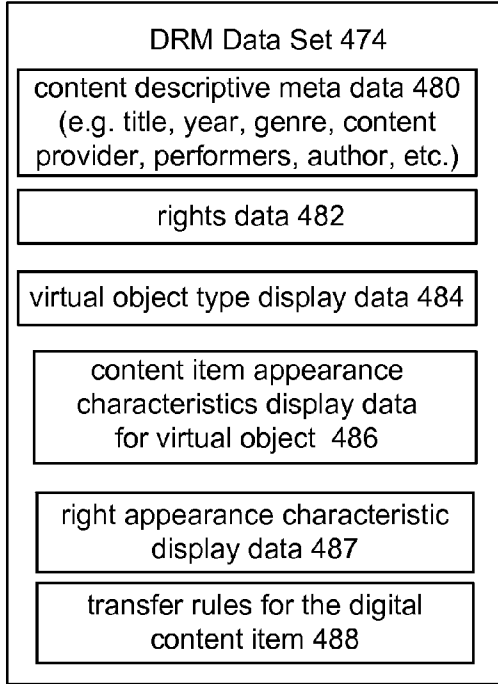 DRM Data Set 474
content descriptive meta data 480
(e.g. title, year, genre, content
provider, performers, author, etc.)
rights data 482
virtual object type display data 484
content item appearance
characteristics display data
for virtual object 486
right appearance characteristic
display data 487
transfer rules for the digital
content item 488